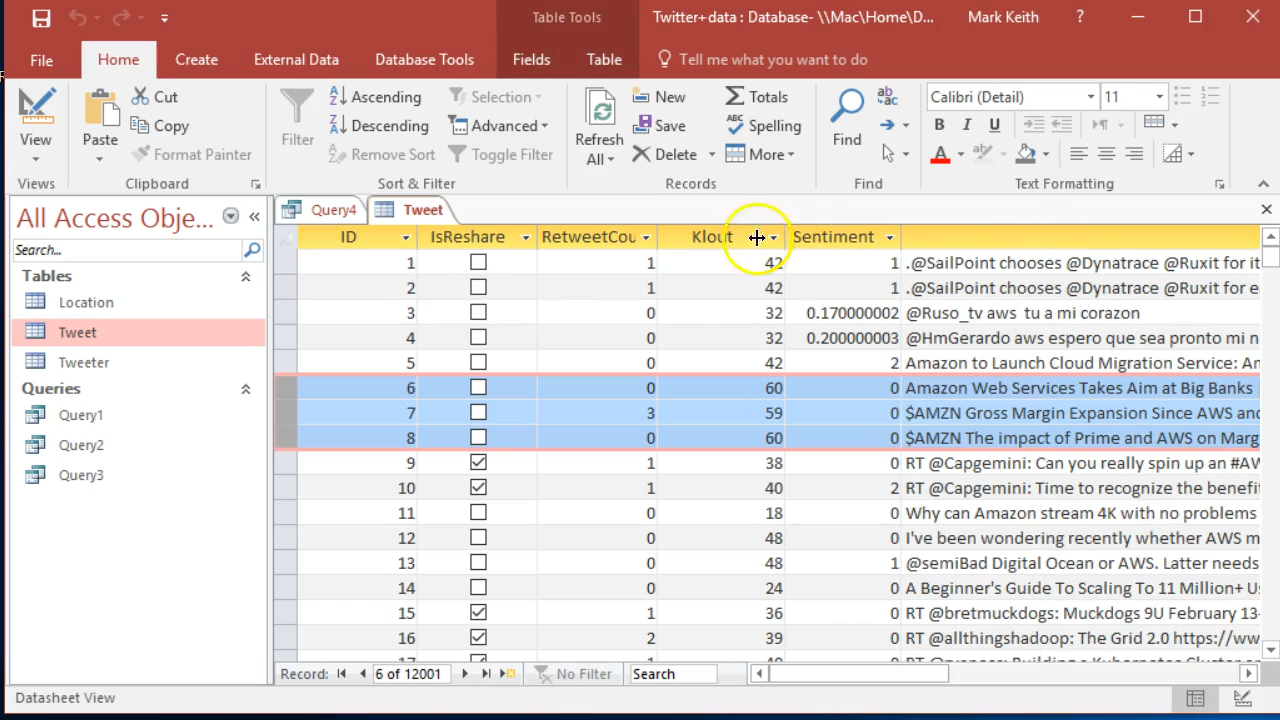 Table Tools Twitter+data : Database- \\Mac\Home\D... Mark Keith ?
File Home Create External Data Database Tools Fields Table Tell me what you want to do
View Paste Cut Copy Format Painter
Filter Ascending Descending Remove Sort Selection Advanced Toggle Filter
Refresh All New Save Delete Totals Spelling More
Find Calibri (Detail) 11 B I U A
Views Clipboard Sort & Filter Records Find Text Formatting
All Access Obje...
Search...
Tables
Location
Tweet
Tweeter
Queries
Query1
Query2
Query3
Query4 Tweet
ID IsReshare RetweetCou Klout Sentiment
1 1 42 1 .@SailPoint chooses @Dynatrace @Ruxit for it
2 1 42 1 .@SailPoint chooses @Dynatrace @Ruxit for e
3 0 32 0.170000002 @Ruso_tv aws tu a mi corazon
4 0 32 0.200000003 @HmGerardo aws espero que sea pronto mi n
5 0 42 2 Amazon to Launch Cloud Migration Service: Am
6 0 60 0 Amazon Web Services Takes Aim at Big Banks
7 3 59 0 $AMZN Gross Margin Expansion Since AWS and
8 0 60 0 $AMZN The impact of Prime and AWS on Marg
9 1 38 0 RT @Capgemini: Can you really spin up an #AW
10 1 40 2 RT @Capgemini: Time to recognize the benefit
11 0 18 0 Why can Amazon stream 4K with no problems
12 0 48 0 I've been wondering recently whether AWS m
13 0 48 1 @semiBad Digital Ocean or AWS. Latter needs
14 0 24 0 A Beginner's Guide To Scaling To 11 Million+ Us
15 1 36 0 RT @bretmuckdogs: Muckdogs 9U February 13-
16 2 39 0 RT @allthingshadoop: The Grid 2.0 https://ww
Record: 6 of 12001 No Filter Search
Datasheet View